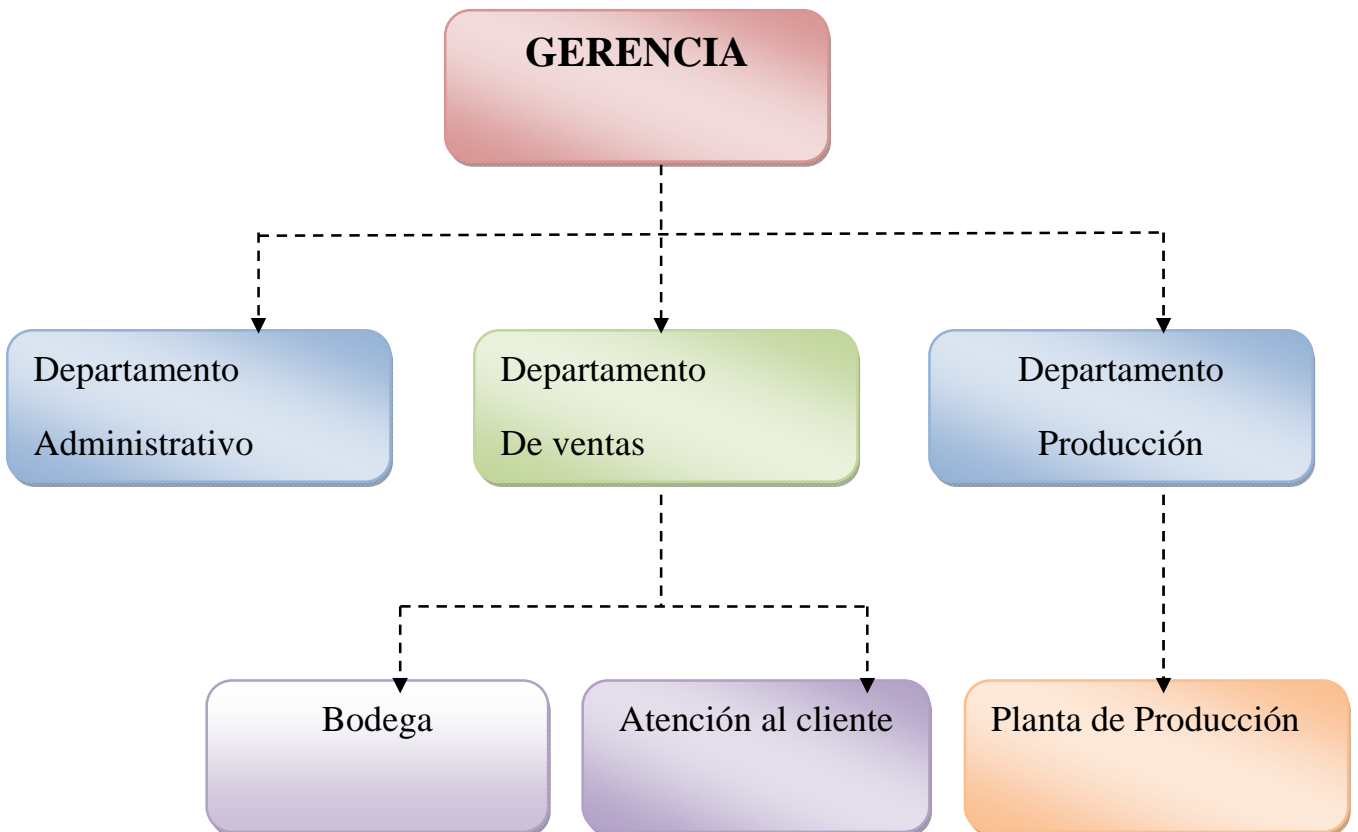 GERENCIA
Departamento
Administrativo
Departamento
De ventas
Departamento
Producción
Bodega
Atención al cliente
Planta de Producción